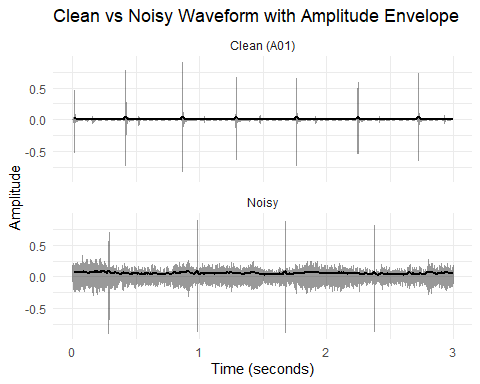 Clean vs Noisy Waveform with Amplitude Envelope
Clean (A01)
0.5
0.0
-0.5
Amplitude
Noisy
0.5
0.0
-0.5
0
1
2
3
Time (seconds)